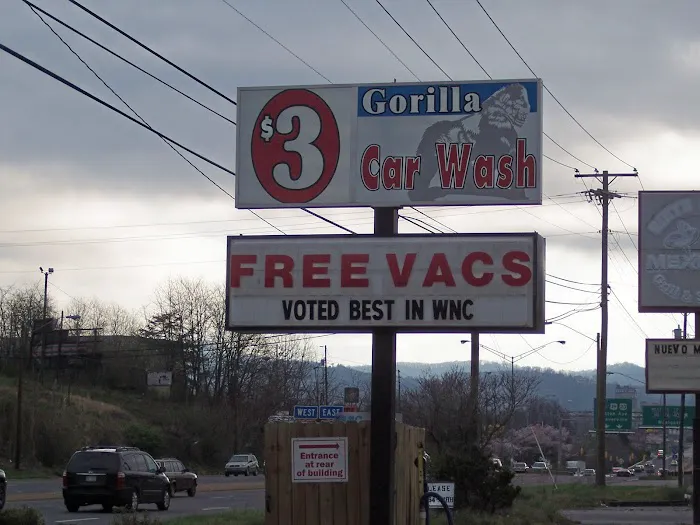 $3
Gorilla
Car Wash
FREE VACS
VOTED BEST IN WNC
WEST EAST
Entrance
at rear
of building
NUEVO